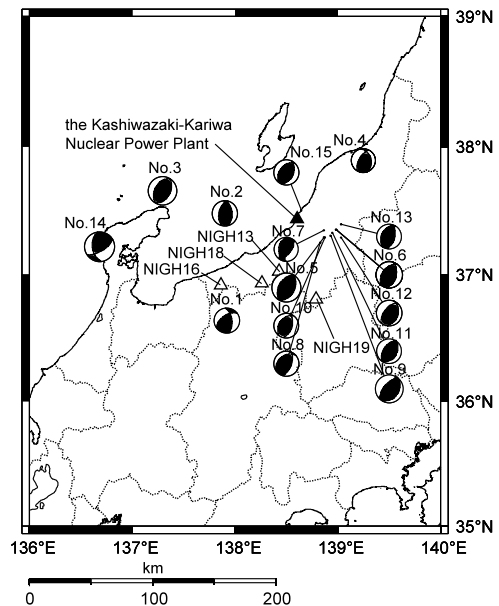 39°N
the Kashiwazaki-Kariwa
Nuclear Power Plant
No.4
38°N
No.15
No.3
No.2
No.14
No.13
NIGH13
No.7
NIGH18
No.6
NIGH16
No.5
37°N
No.12
No.1
No.10
No.11
NIGH19
No.8
No.9
36°N
35°N
136°E
137°E
138°E
139°E
140°E
km
0
100
200